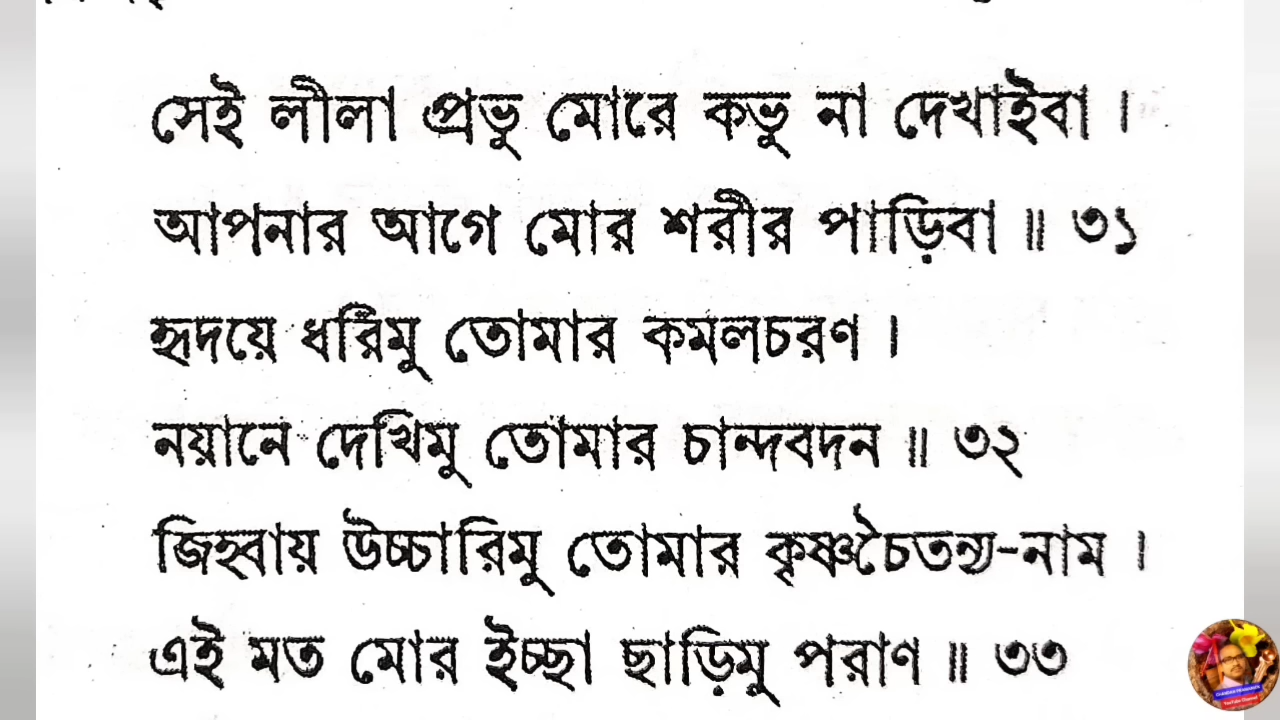 সেই লীলা প্রভু মোরে কভু না দেখাইবা ।
আপনার আগে মোর শরীর পাড়িবা ॥ ৩১
হৃদয়ে ধরিমু তোমার কমলচরণ ।
নয়ানে দেখিমু তোমার চান্দবদন ॥ ৩২
জিহ্বায় উচ্চারিমু তোমার কৃষ্ণচৈতন্য-নাম ।
এই মত মোর ইচ্ছা ছাড়িমু পরাণ ॥ ৩৩